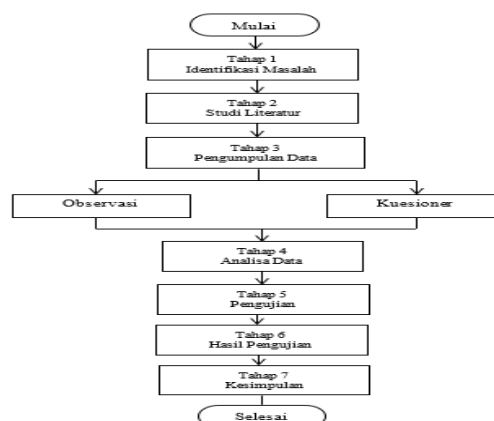 Mulai
Tahap 1
Identifikasi Masalah
Tahap 2
Studi Literatur
Tahap 3
Pengumpulan Data
Observasi
Kuesioner
Tahap 4
Analisa Data
Tahap 5
Pengujian
Tahap 6
Hasil Pengujian
Tahap 7
Kesimpulan
Selesai